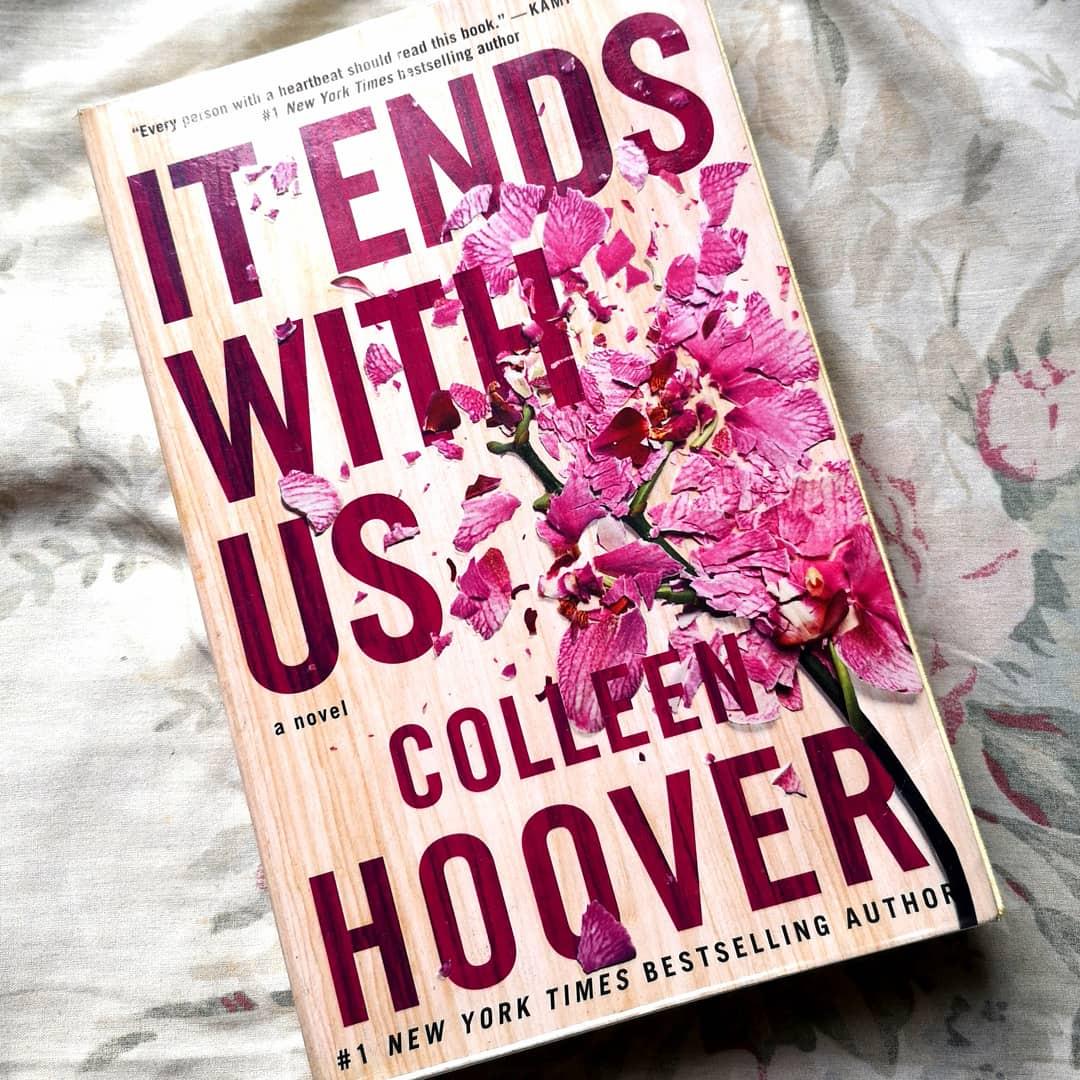 “Every person with a heartbeat should read this book.” —KAMI
#1 New York Times bestselling author
IT ENDS
WITH
US
a novel
COLLEEN
HOOVER
#1 NEW YORK TIMES BESTSELLING AUTHOR